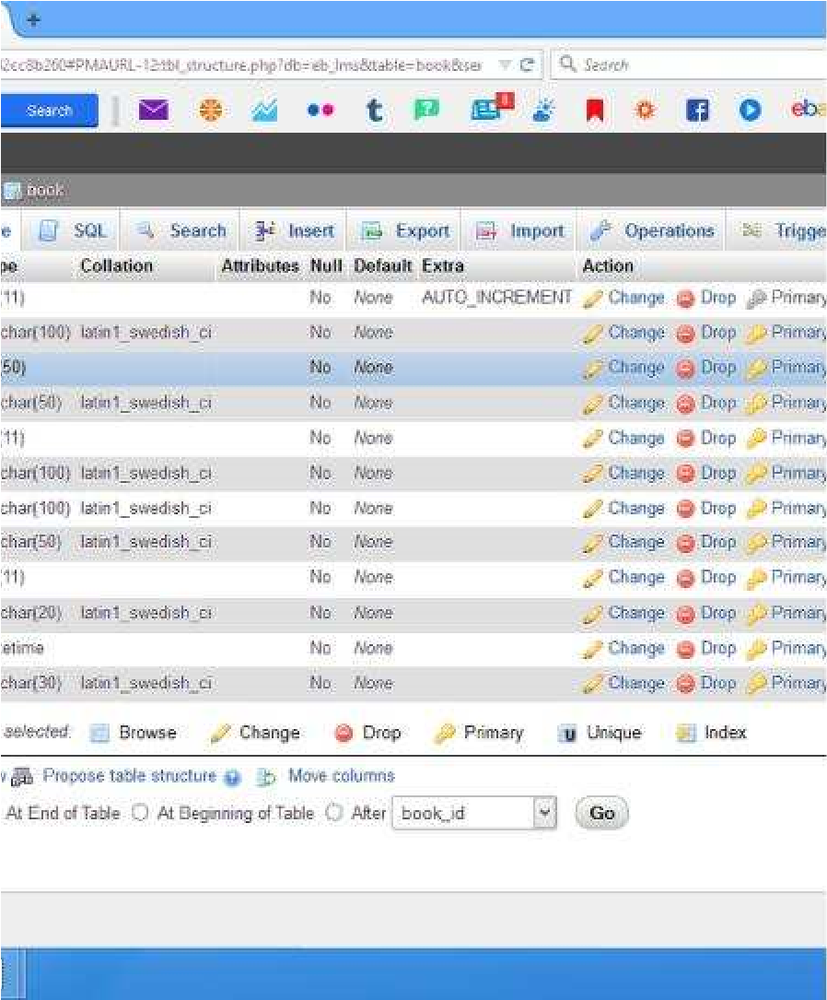 +
2cc8b260#PMAURL-12:tbl_structure.php?db=eb_lms&table=book&ser Search
Search t ? f eb
book
e SQL Search Insert Export Import Operations Trigge
pe Collation Attributes Null Default Extra Action
(11) No None AUTO_INCREMENT Change Drop Primary
char(100) latin1_swedish_ci No None Change Drop Primary
(50) No None Change Drop Primary
char(50) latin1_swedish_ci No None Change Drop Primary
(11) No None Change Drop Primary
char(100) latin1_swedish_ci No None Change Drop Primary
char(100) latin1_swedish_ci No None Change Drop Primary
char(50) latin1_swedish_ci No None Change Drop Primary
(11) No None Change Drop Primary
char(20) latin1_swedish_ci No None Change Drop Primary
etime No None Change Drop Primary
char(30) latin1_swedish_ci No None Change Drop Primary
selected: Browse Change Drop Primary u Unique Index
Propose table structure Move columns
At End of Table At Beginning of Table After book_id Go